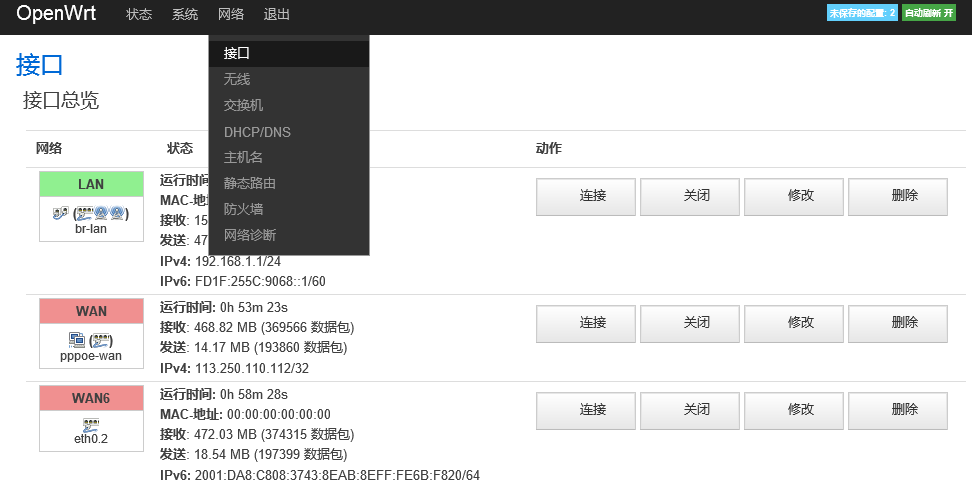 OpenWrt 状态 系统 网络 退出 未保存的配置: 2 自动刷新 开
接口
无线
交换机
DHCP/DNS
主机名
静态路由
防火墙
网络诊断
接口
接口总览
网络 状态 动作
LAN
br-lan
运行时间
MAC-地
接收: 15
发送: 47
IPv4: 192.168.1.1/24
IPv6: FD1F:255C:9068::1/60
连接 关闭 修改 删除
WAN
pppoe-wan
运行时间: 0h 53m 23s
接收: 468.82 MB (369566 数据包)
发送: 14.17 MB (193860 数据包)
IPv4: 113.250.110.112/32
连接 关闭 修改 删除
WAN6
eth0.2
运行时间: 0h 58m 28s
MAC-地址: 00:00:00:00:00:00
接收: 472.03 MB (374315 数据包)
发送: 18.54 MB (197399 数据包)
IPv6: 2001:DA8:C808:3743:8EAB:8EFF:FE6B:F820/64
连接 关闭 修改 删除